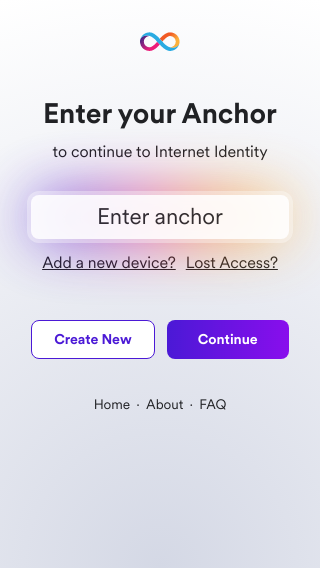 Enter your Anchor
to continue to Internet Identity
Enter anchor
Add a new device? Lost Access?
Create New Continue
Home · About · FAQ